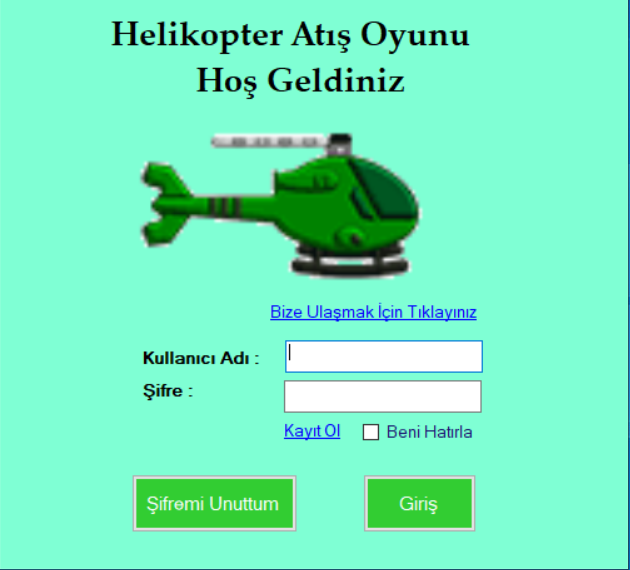 Helikopter Atış Oyunu
Hoş Geldiniz
Bize Ulaşmak İçin Tıklayınız
Kullanıcı Adı :
Şifre :
Kayıt Ol
Beni Hatırla
Şifremi Unuttum
Giriş